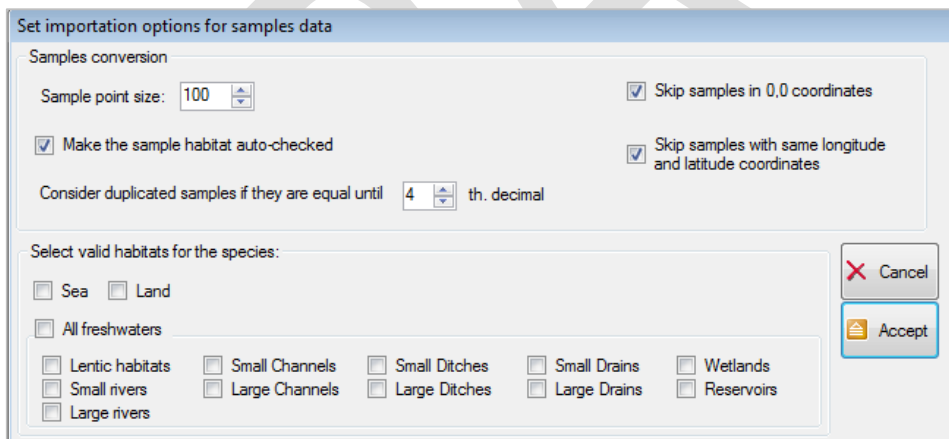 Set importation options for samples data
Samples conversion
Sample point size: 100
Skip samples in 0,0 coordinates
Make the sample habitat auto-checked
Skip samples with same longitude
and latitude coordinates
Consider duplicated samples if they are equal until 4 th. decimal
Select valid habitats for the species:
Cancel
Sea Land
All freshwaters
Accept
Lentic habitats Small Channels Small Ditches Small Drains Wetlands
Small rivers Large Channels Large Ditches Large Drains Reservoirs
Large rivers